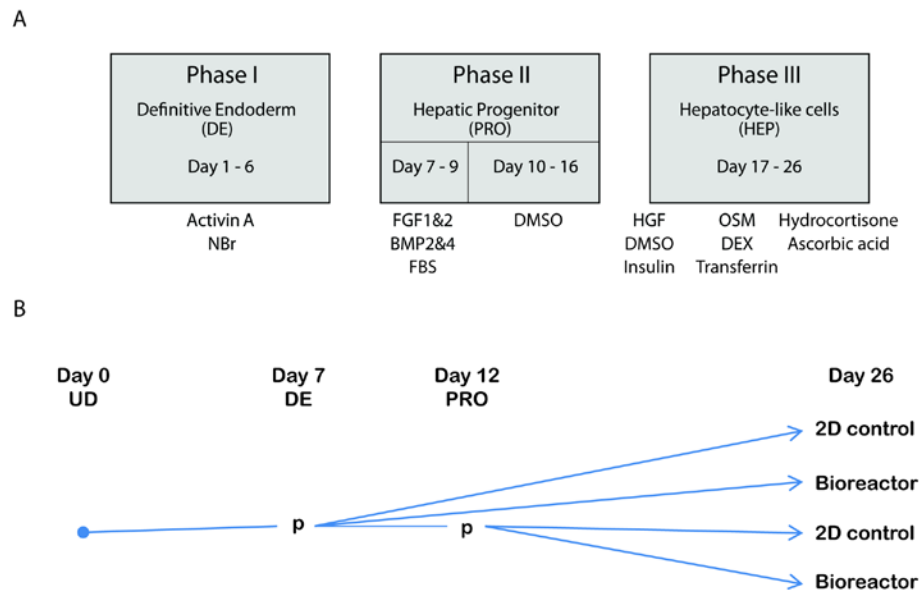 A
Phase I
Definitive Endoderm
(DE)
Day 1 - 6
Activin A
NBr
Phase II
Hepatic Progenitor
(PRO)
Day 7 - 9
Day 10 - 16
FGF1&2
BMP2&4
FBS
DMSO
Phase III
Hepatocyte-like cells
(HEP)
Day 17 - 26
HGF
DMSO
Insulin
OSM
DEX
Transferrin
Hydrocortisone
Ascorbic acid
B
Day 0
UD
Day 7
DE
Day 12
PRO
Day 26
2D control
Bioreactor
p
p
2D control
Bioreactor